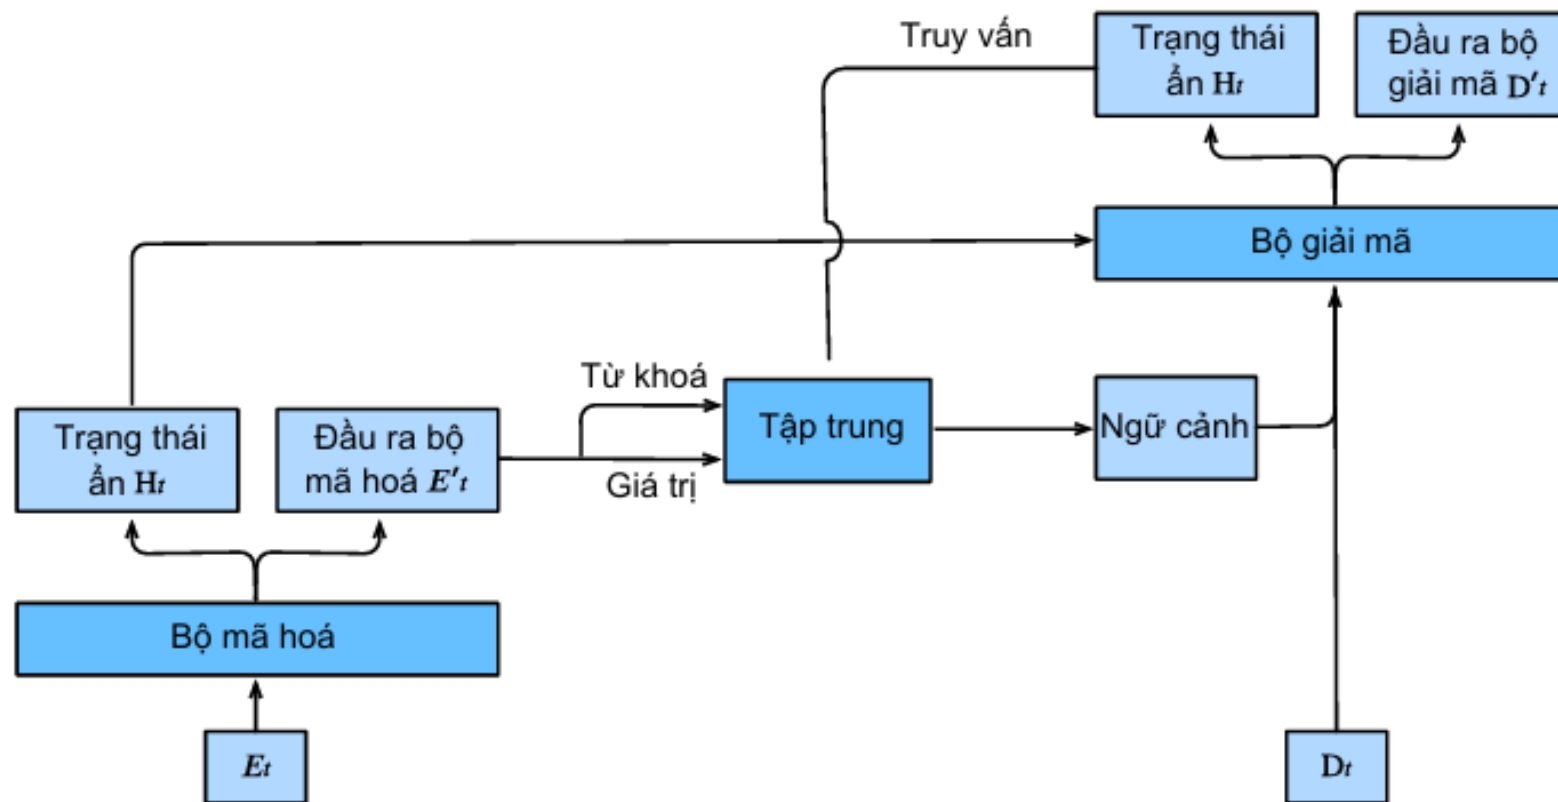 Truy vấn
Trạng thái
ẩn Ht
Đầu ra bộ
giải mã D't
Bộ giải mã
Từ khoá
Giá trị
Tập trung
Ngữ cảnh
Trạng thái
ẩn Ht
Đầu ra bộ
mã hoá E't
Bộ mã hoá
Et
Dt